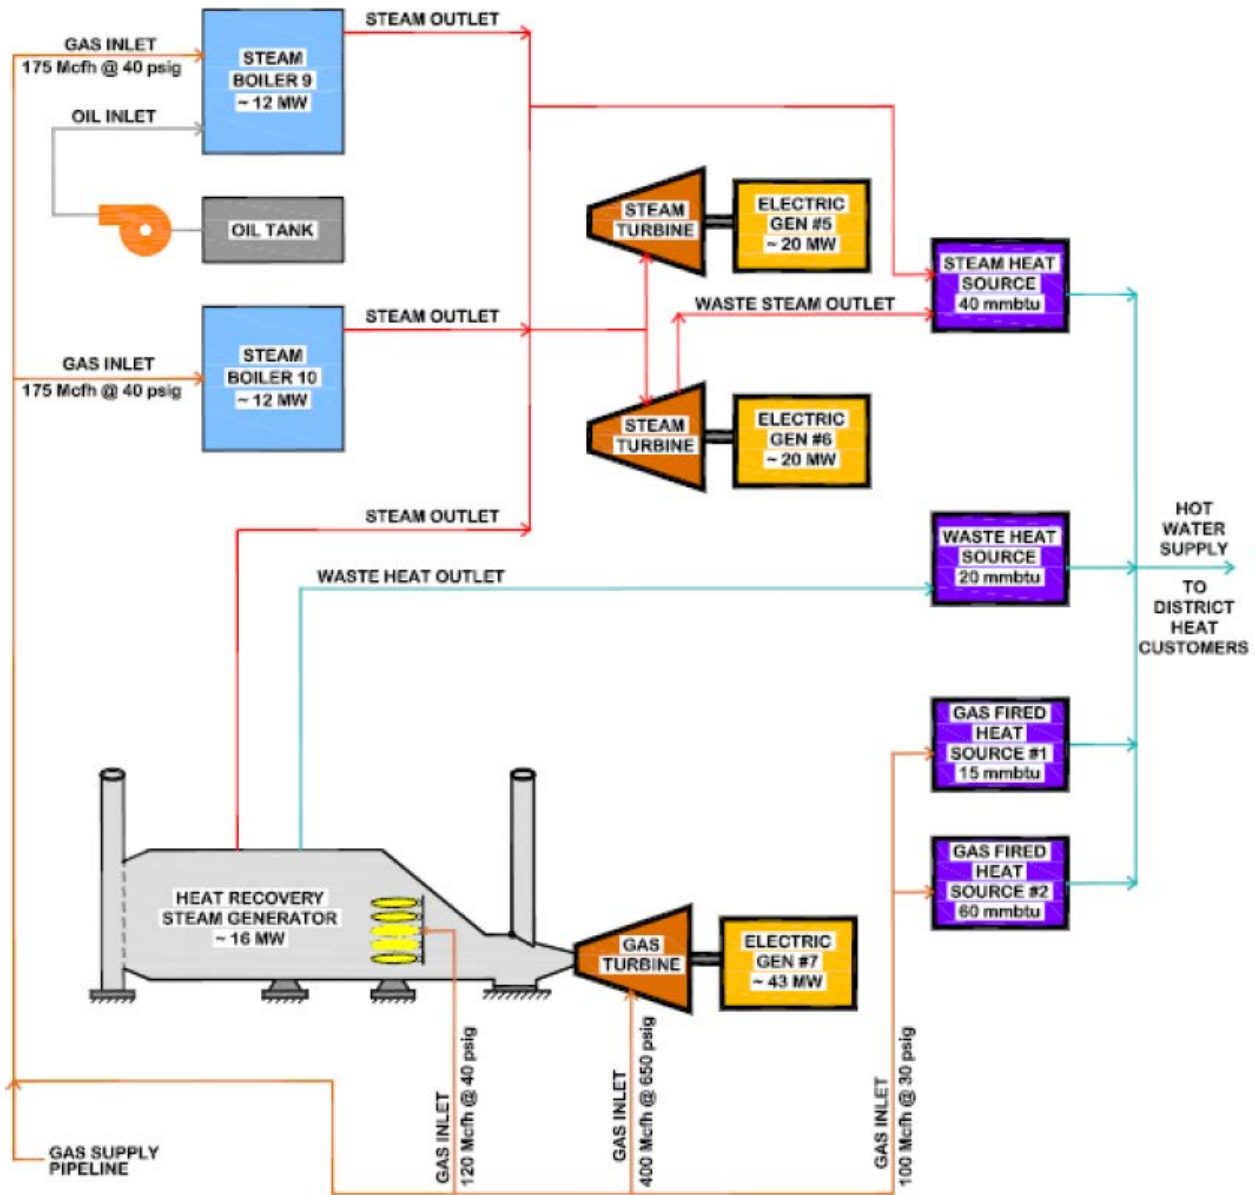 STEAM OUTLET
GAS INLET
175 Mcfh @ 40 psig
STEAM
BOILER 9
~ 12 MW
OIL INLET
OIL TANK
STEAM
TURBINE
ELECTRIC
GEN #5
~ 20 MW
STEAM HEAT
SOURCE
40 mmbtu
WASTE STEAM OUTLET
STEAM OUTLET
GAS INLET
175 Mcfh @ 40 psig
STEAM
BOILER 10
~ 12 MW
STEAM
TURBINE
ELECTRIC
GEN #6
~ 20 MW
STEAM OUTLET
WASTE HEAT OUTLET
WASTE HEAT
SOURCE
20 mmbtu
HOT
WATER
SUPPLY
TO
DISTRICT
HEAT
CUSTOMERS
GAS FIRED
HEAT
SOURCE #1
15 mmbtu
GAS FIRED
HEAT
SOURCE #2
60 mmbtu
HEAT RECOVERY
STEAM GENERATOR
~ 16 MW
GAS
TURBINE
ELECTRIC
GEN #7
~ 43 MW
GAS INLET
120 Mcfh @ 40 psig
GAS INLET
400 Mcfh @ 650 psig
GAS INLET
100 Mcfh @ 30 psig
GAS SUPPLY
PIPELINE